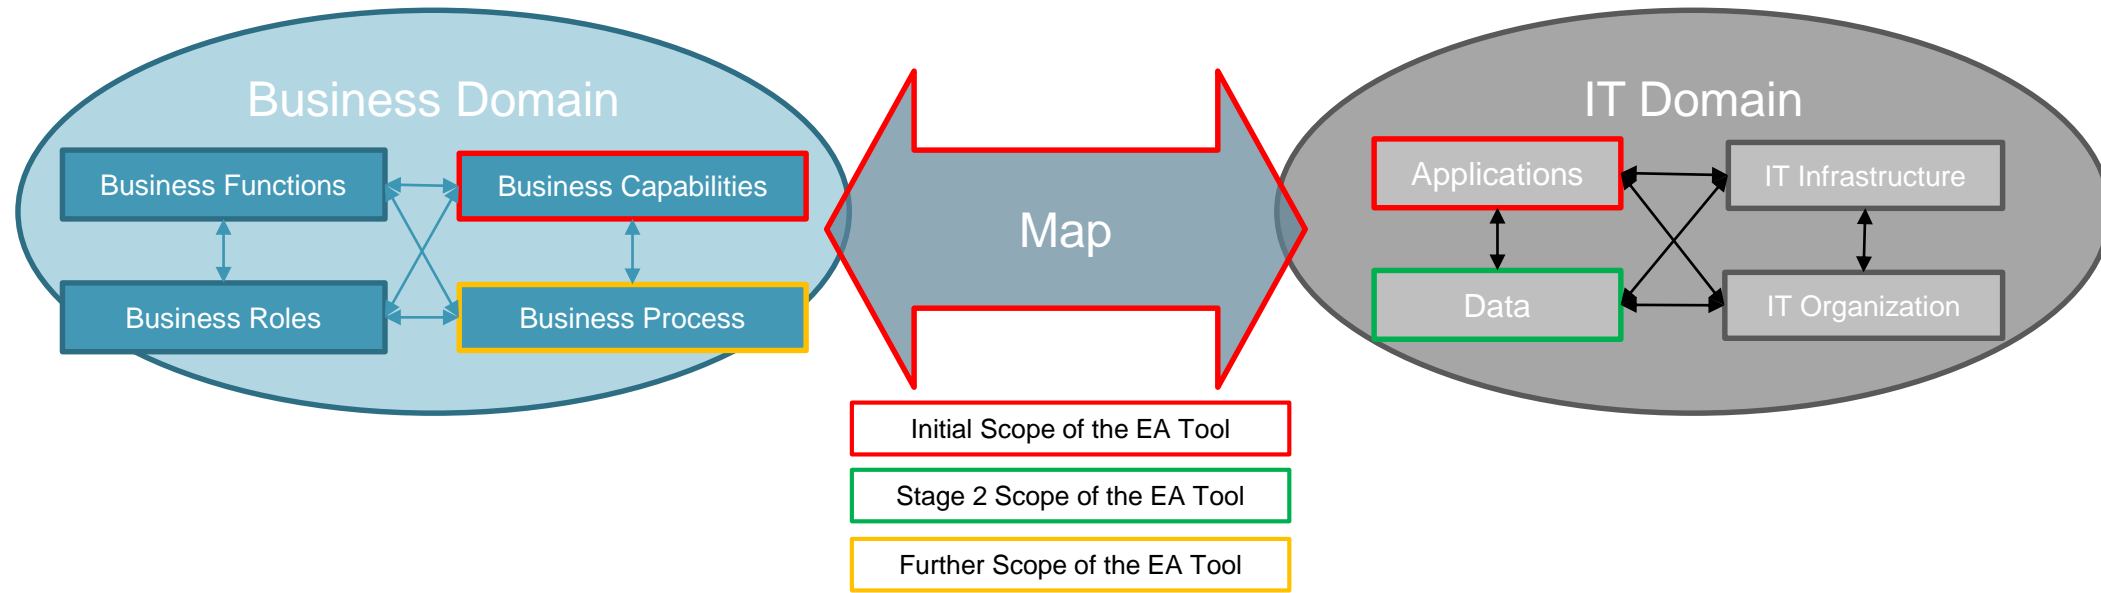 Business Domain
Business Functions
Business Capabilities
Business Roles
Business Process
Map
IT Domain
Applications
IT Infrastructure
Data
IT Organization
Initial Scope of the EA Tool
Stage 2 Scope of the EA Tool
Further Scope of the EA Tool